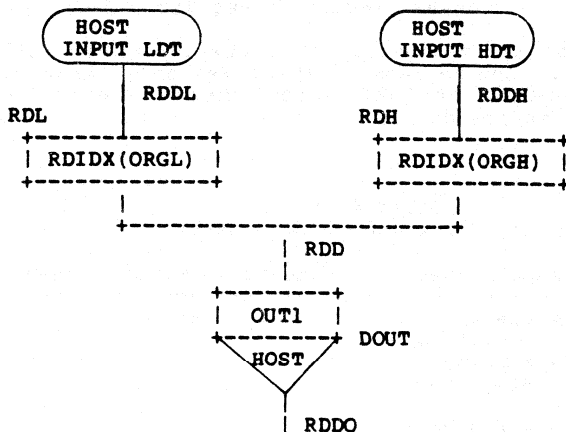 HOST HOST
INPUT LDT INPUT HDT
RDDL RDDH
RDL RDH
RDIDX(ORGL) RDIDX(ORGH)
RDD
OUT1
DOUT
HOST
RDDO